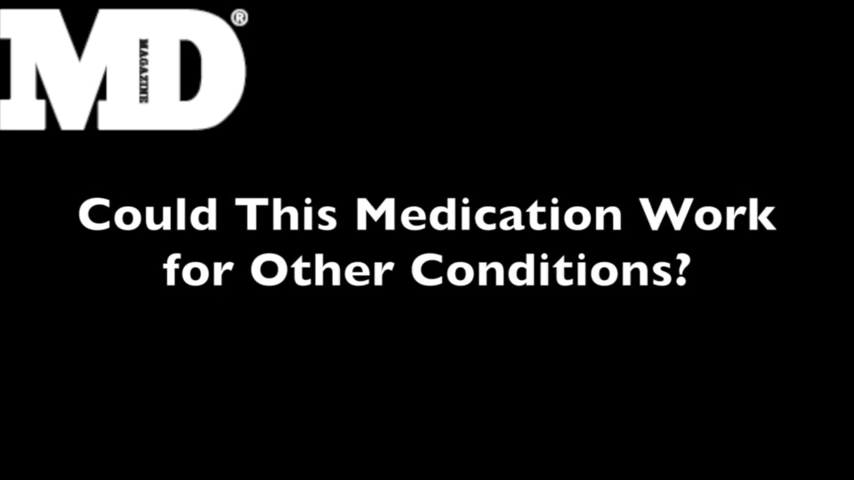 MD®
MAGAZINE
Could This Medication Work
for Other Conditions?